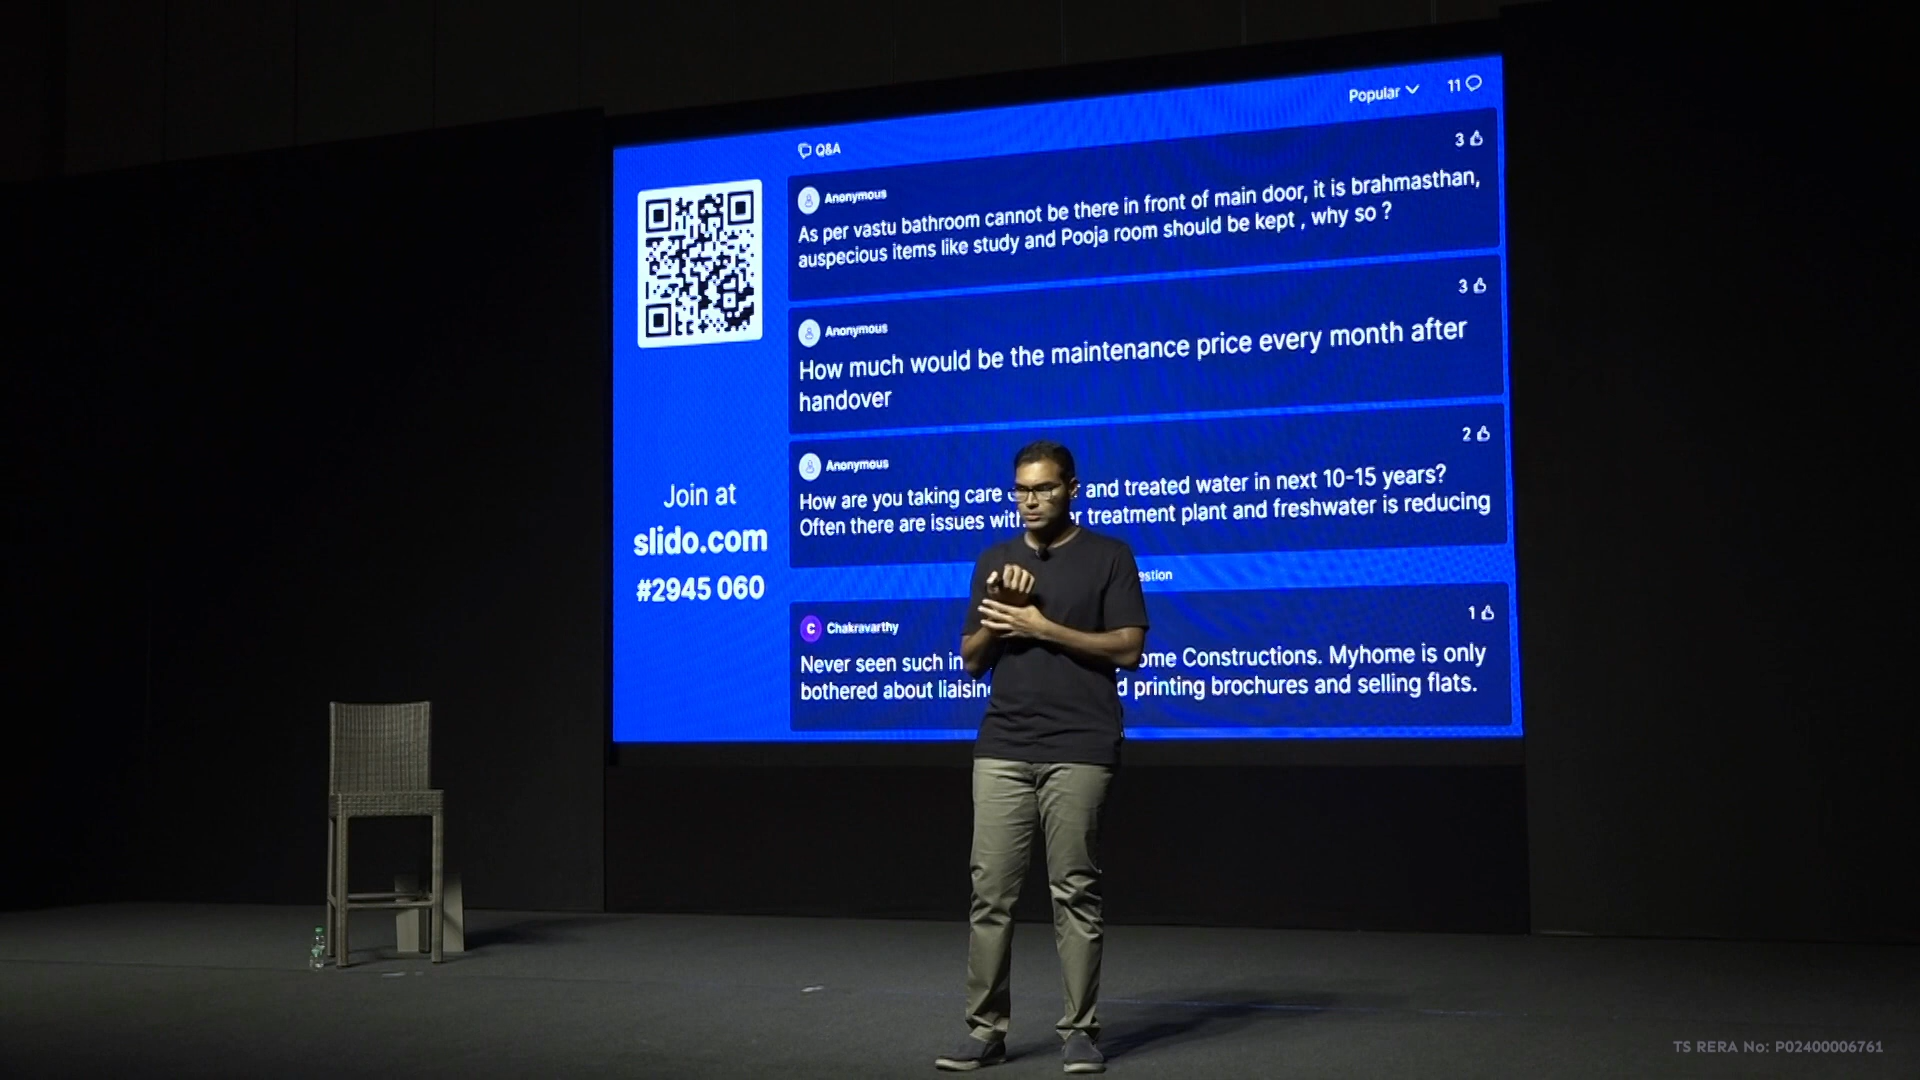 Popular 11
Q&A
3
Anonymous
As per vastu bathroom cannot be there in front of main door, it is brahmasthan,
auspecious items like study and Pooja room should be kept , why so ?
3
Anonymous
How much would be the maintenance price every month after
handover
2
Anonymous
How are you taking care and treated water in next 10-15 years?
Often there are issues treatment plant and freshwater is reducing
1
C Chakravarthy
Never seen such Constructions. Myhome is only
bothered about printing brochures and selling flats.
Join at
slido.com
#2945 060
TS RERA No: P02400006761